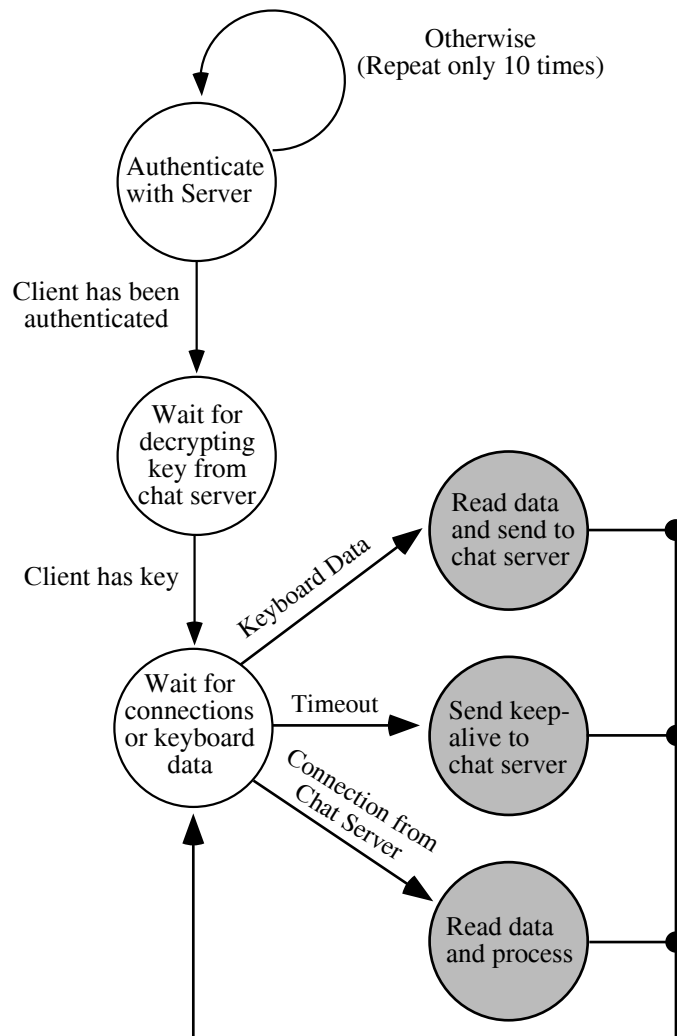 Otherwise
(Repeat only 10 times)
Authenticate
with Server
Client has been
authenticated
Wait for
decrypting
key from
chat server
Client has key
Wait for
connections
or keyboard
data
Keyboard Data
Read data
and send to
chat server
Timeout
Send keep-
alive to
chat server
Connection from
Chat Server
Read data
and process